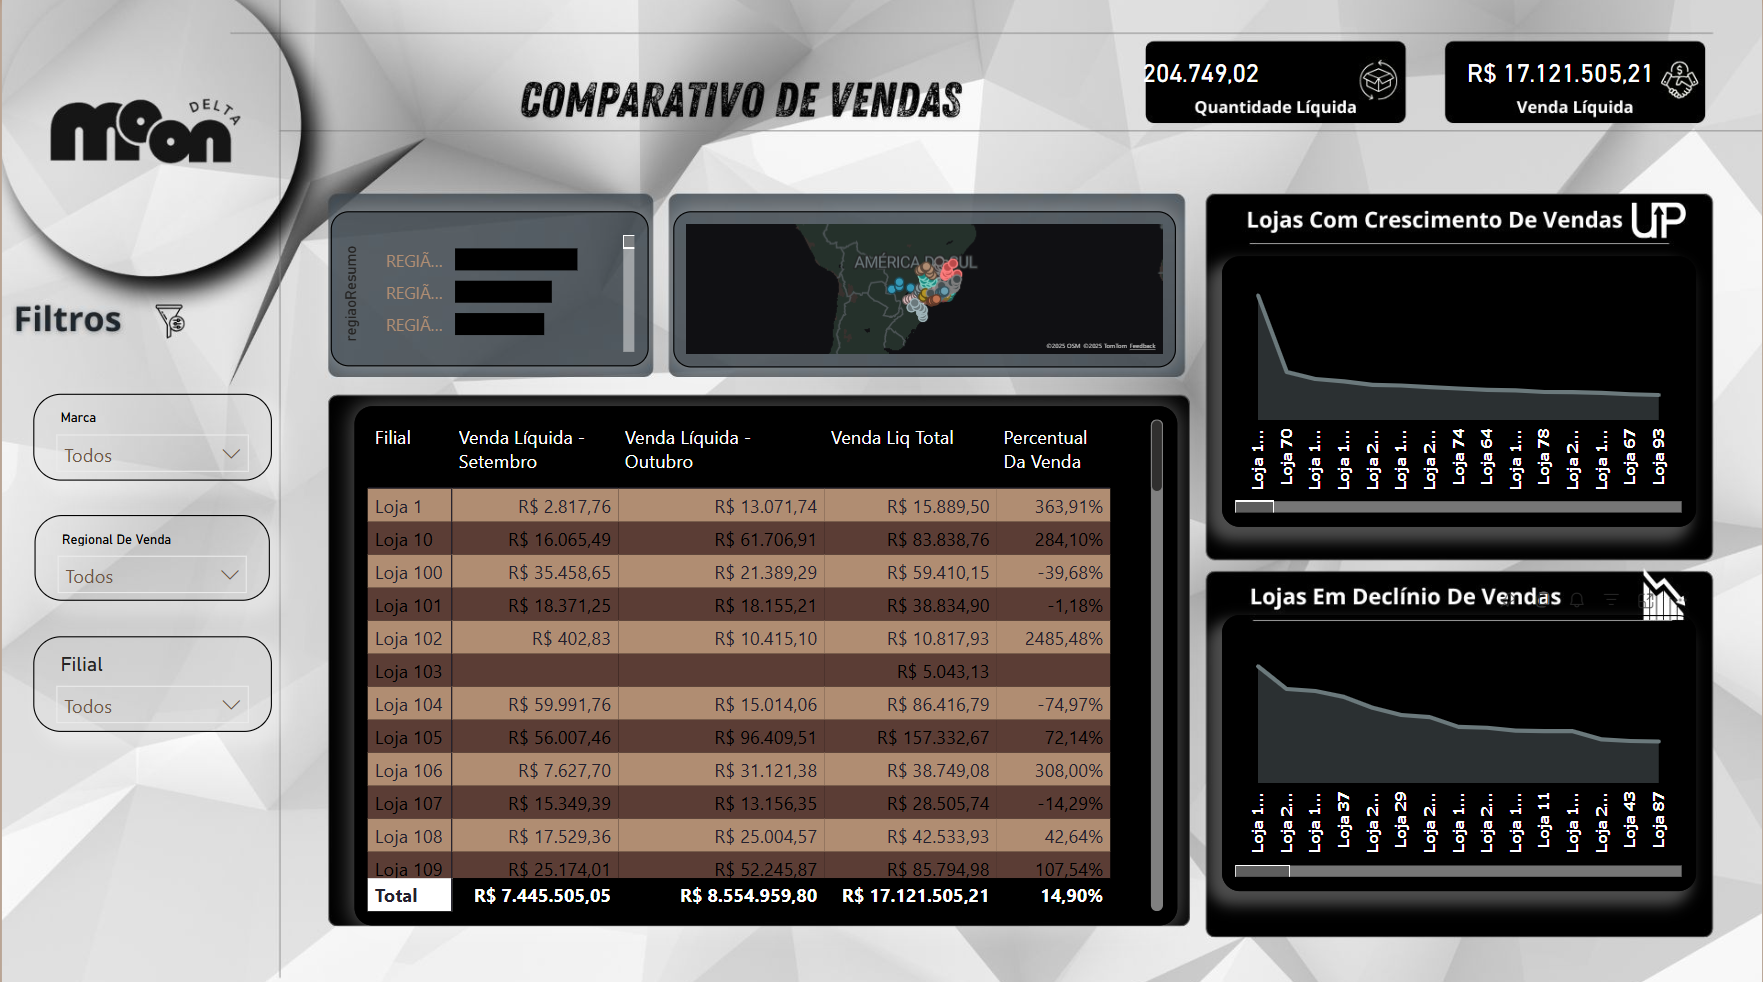 moon
DELTA
COMPARATIVO DE VENDAS
204.749,02
Quantidade Líquida
R$ 17.121.505,21
Venda Líquida
Filtros
Marca
Todos
Regional De Venda
Todos
Filial
Todos
regiaoResumo
REGIÃ...
REGIÃ...
REGIÃ...
AMÉRICA DO SUL
©2025 OSM ©2025 TomTom Feedback
Filial Venda Líquida - Setembro Venda Líquida - Outubro Venda Liq Total Percentual Da Venda
Loja 1 R$ 2.817,76 R$ 13.071,74 R$ 15.889,50 363,91%
Loja 10 R$ 16.065,49 R$ 61.706,91 R$ 83.838,76 284,10%
Loja 100 R$ 35.458,65 R$ 21.389,29 R$ 59.410,15 -39,68%
Loja 101 R$ 18.371,25 R$ 18.155,21 R$ 38.834,90 -1,18%
Loja 102 R$ 402,83 R$ 10.415,10 R$ 10.817,93 2485,48%
Loja 103 R$ 5.043,13
Loja 104 R$ 59.991,76 R$ 15.014,06 R$ 86.416,79 -74,97%
Loja 105 R$ 56.007,46 R$ 96.409,51 R$ 157.332,67 72,14%
Loja 106 R$ 7.627,70 R$ 31.121,38 R$ 38.749,08 308,00%
Loja 107 R$ 15.349,39 R$ 13.156,35 R$ 28.505,74 -14,29%
Loja 108 R$ 17.529,36 R$ 25.004,57 R$ 42.533,93 42,64%
Loja 109 R$ 25.174,01 R$ 52.245,87 R$ 85.794,98 107,54%
Total R$ 7.445.505,05 R$ 8.554.959,80 R$ 17.121.505,21 14,90%
Lojas Com Crescimento De Vendas
UP
Loja 1...
Loja 70
Loja 1...
Loja 1...
Loja 2...
Loja 1...
Loja 2...
Loja 74
Loja 64
Loja 1...
Loja 78
Loja 2...
Loja 1...
Loja 67
Loja 93
Lojas Em Declínio De Vendas
Loja 1...
Loja 2...
Loja 1...
Loja 37
Loja 2...
Loja 29
Loja 2...
Loja 1...
Loja 2...
Loja 1...
Loja 11
Loja 1...
Loja 2...
Loja 43
Loja 87